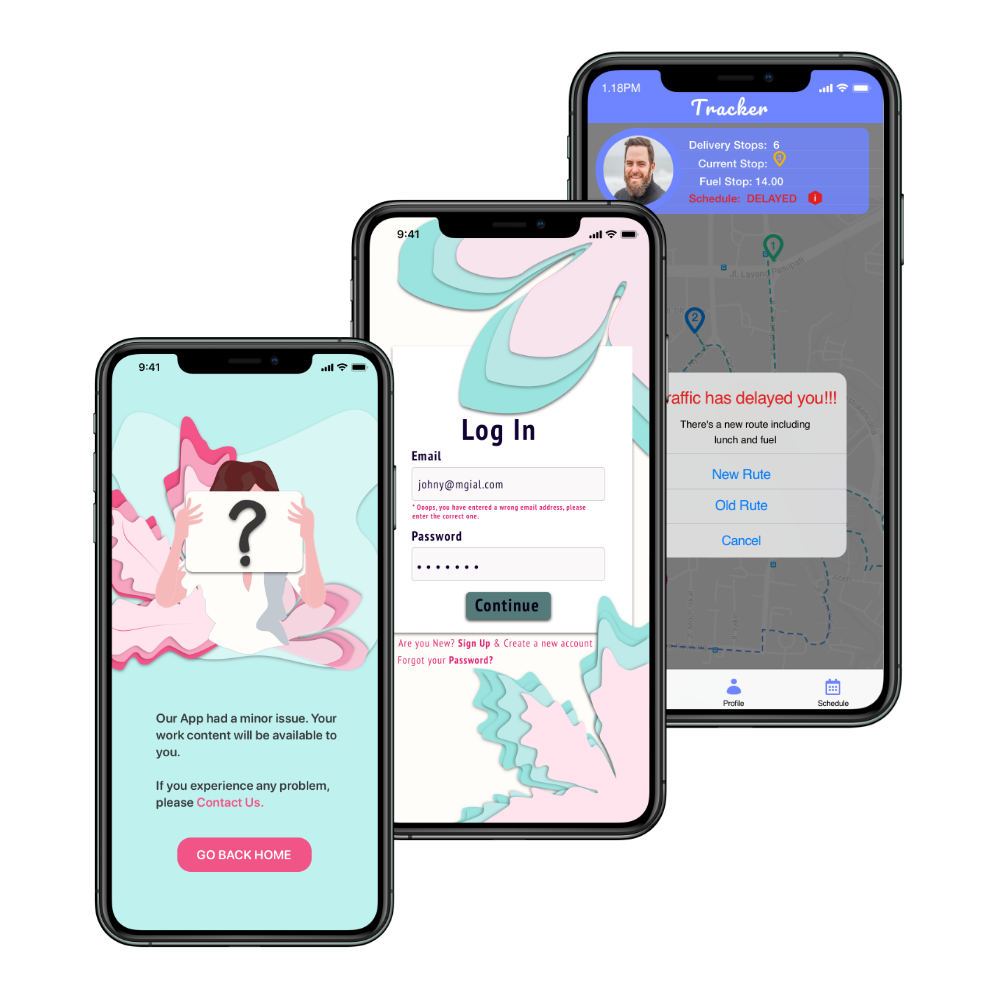 9:41
?
Our App had a minor issue. Your
work content will be available to
you.
If you experience any problem,
please Contact Us.
GO BACK HOME
9:41
Log In
Email
johny@mgial.com
* Ooops, you have entered a wrong email address, please
enter the correct one.
Password
Continue
Are you New? Sign Up & Create a new account
Forgot your Password?
1.18PM
Tracker
Delivery Stops: 6
Current Stop:
Fuel Stop: 14.00
Schedule: DELAYED i
1
2
has delayed you!!!
There's a new route including
lunch and fuel
New Rute
Old Rute
Cancel
Profile
Schedule